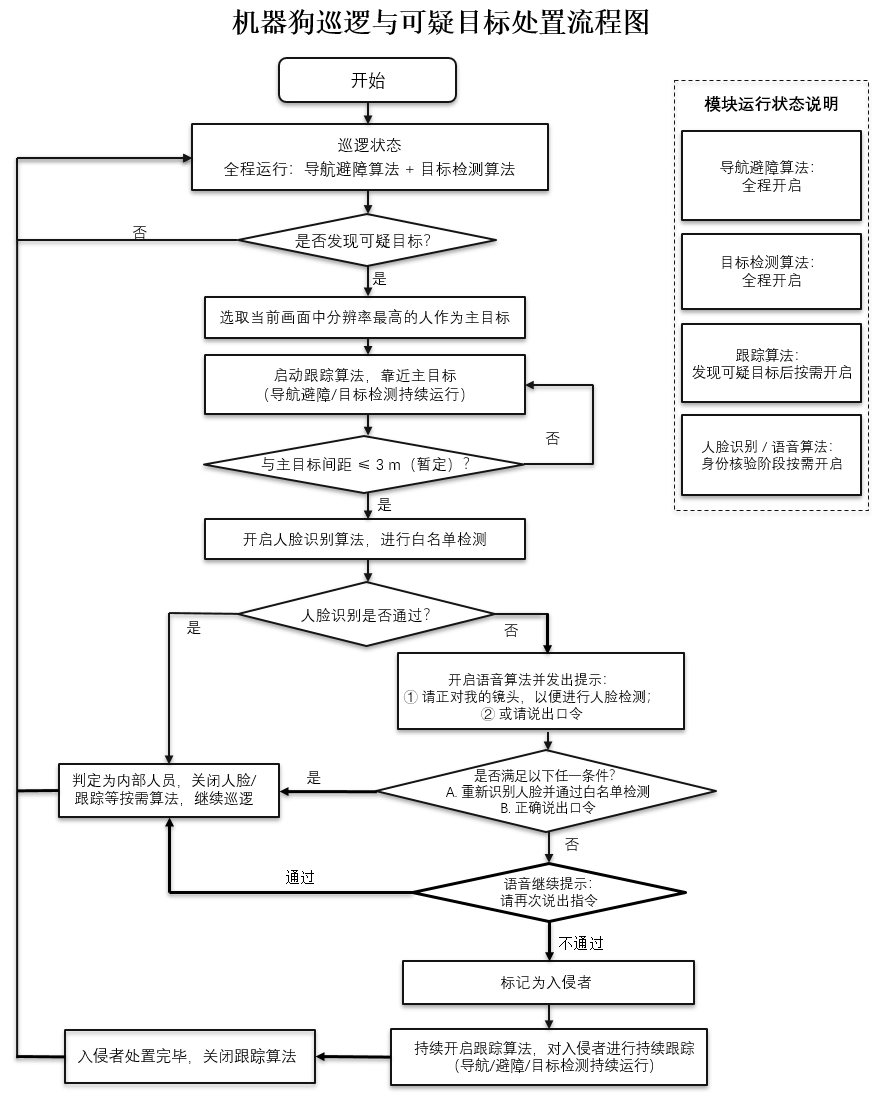 机器狗巡逻与可疑目标处置流程图
开始
巡逻状态
全程运行：导航避障算法 + 目标检测算法
否
是否发现可疑目标？
是
选取当前画面中分辨率最高的人作为主目标
启动跟踪算法，靠近主目标
（导航避障/目标检测持续运行）
否
与主目标间距 ≤ 3 m（暂定）？
是
开启人脸识别算法，进行白名单检测
人脸识别是否通过？
是
否
开启语音算法并发出提示：
① 请正对我的镜头，以便进行人脸检测；
② 或请说出口令
判定为内部人员，关闭人脸/
跟踪等按需算法，继续巡逻
是
是否满足以下任一条件？
A. 重新识别人脸并通过白名单检测
B. 正确说出口令
否
通过
语音继续提示：
请再次说出指令
不通过
标记为入侵者
持续开启跟踪算法，对入侵者进行持续跟踪
（导航/避障/目标检测持续运行）
入侵者处置完毕，关闭跟踪算法
模块运行状态说明
导航避障算法：
全程开启
目标检测算法：
全程开启
跟踪算法：
发现可疑目标后按需开启
人脸识别 / 语音算法：
身份核验阶段按需开启